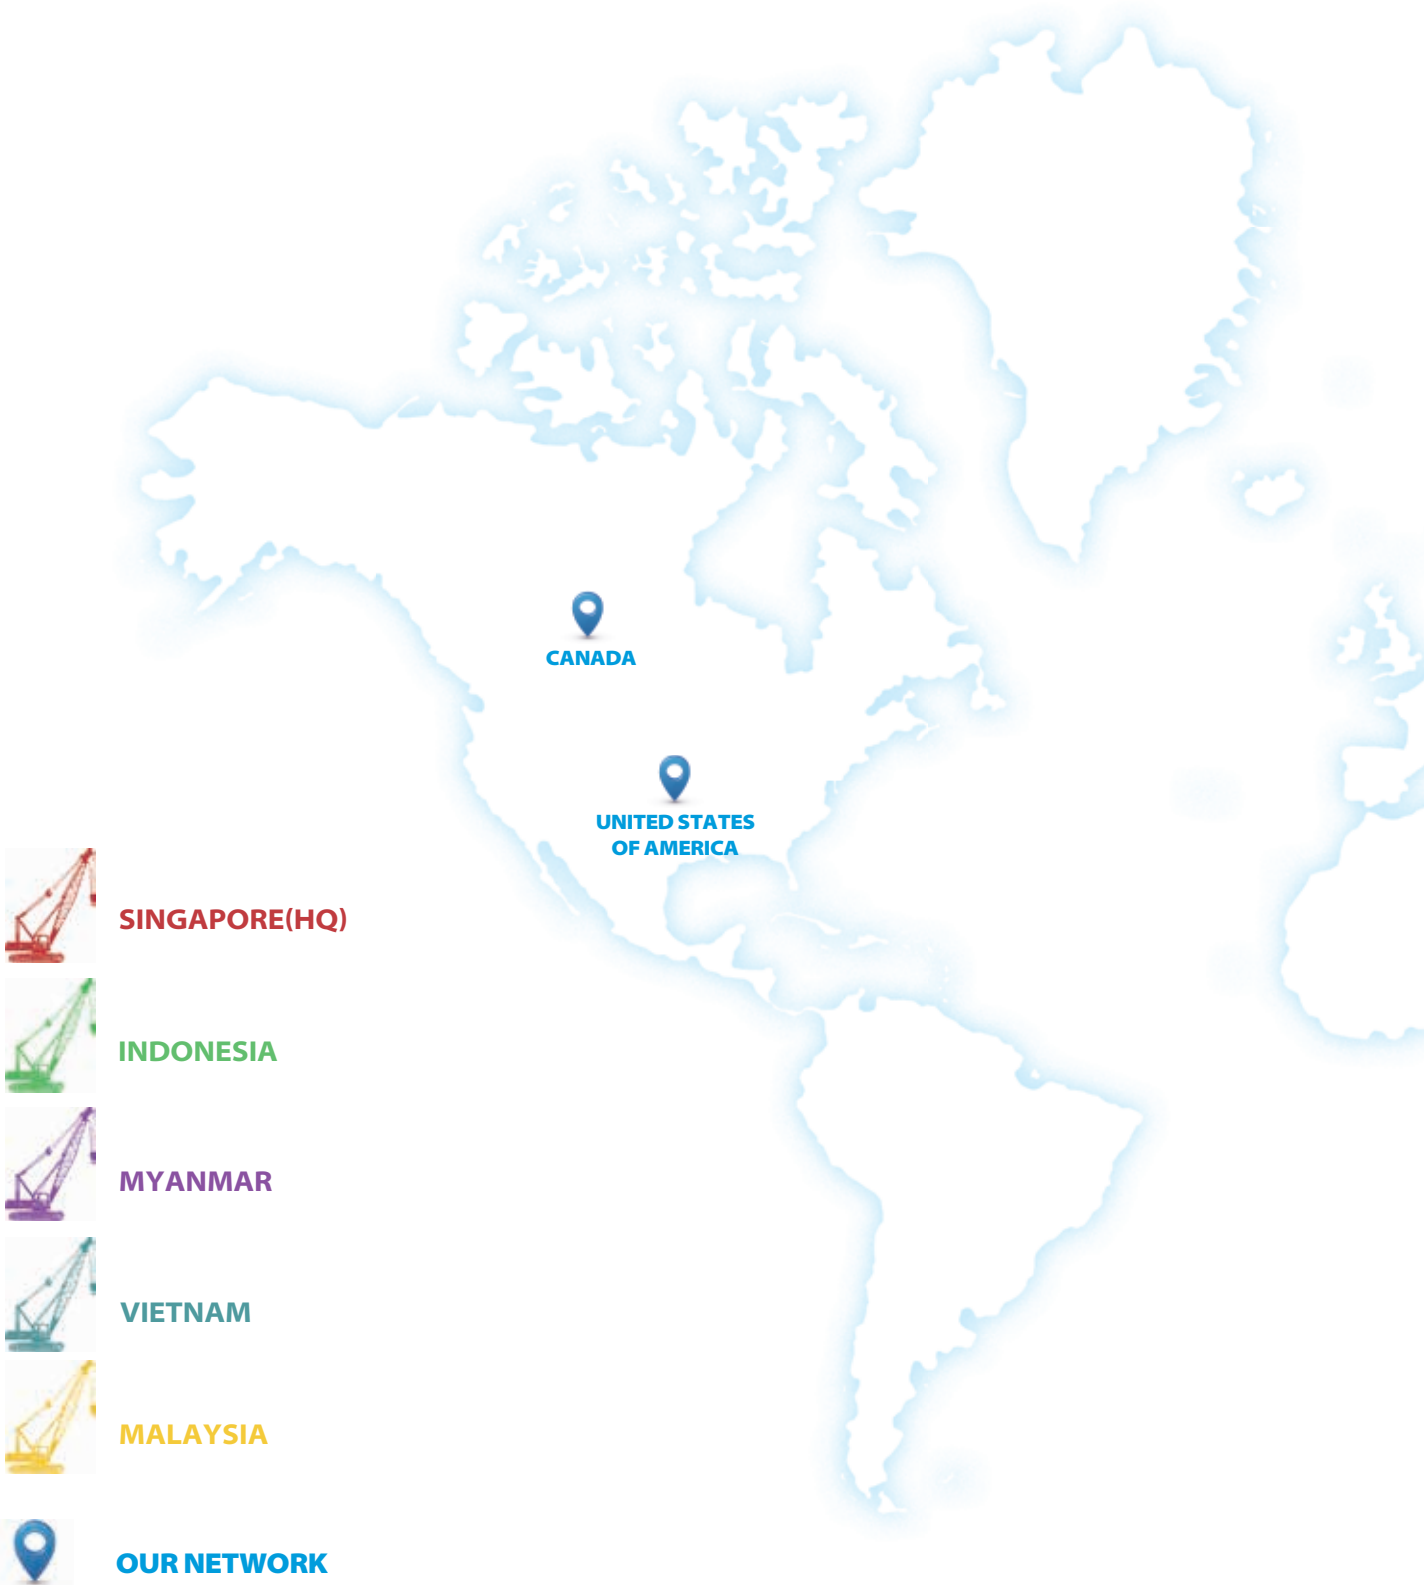 CANADA
UNITED STATES
OF AMERICA
SINGAPORE(HQ)
INDONESIA
MYANMAR
VIETNAM
MALAYSIA
OUR NETWORK